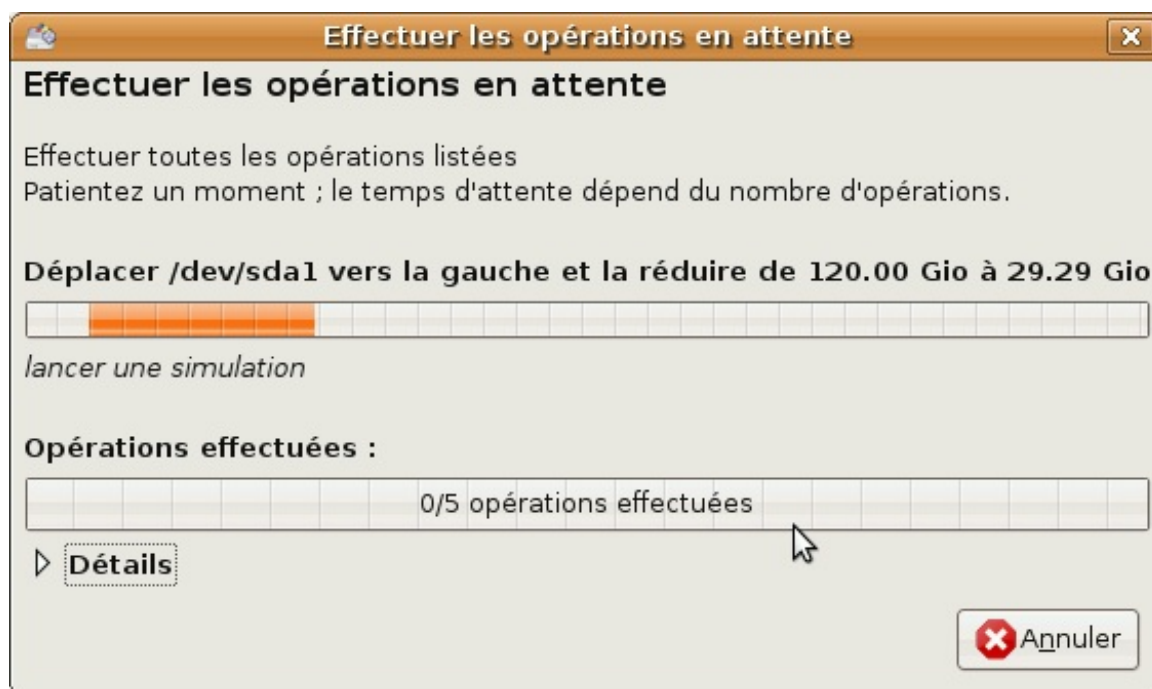 Effectuer les opérations en attente
Effectuer les opérations en attente
Effectuer toutes les opérations listées
Patientez un moment ; le temps d'attente dépend du nombre d'opérations.
Déplacer /dev/sda1 vers la gauche et la réduire de 120.00 Gio à 29.29 Gio
lancer une simulation
Opérations effectuées :
0/5 opérations effectuées
Détails
Annuler